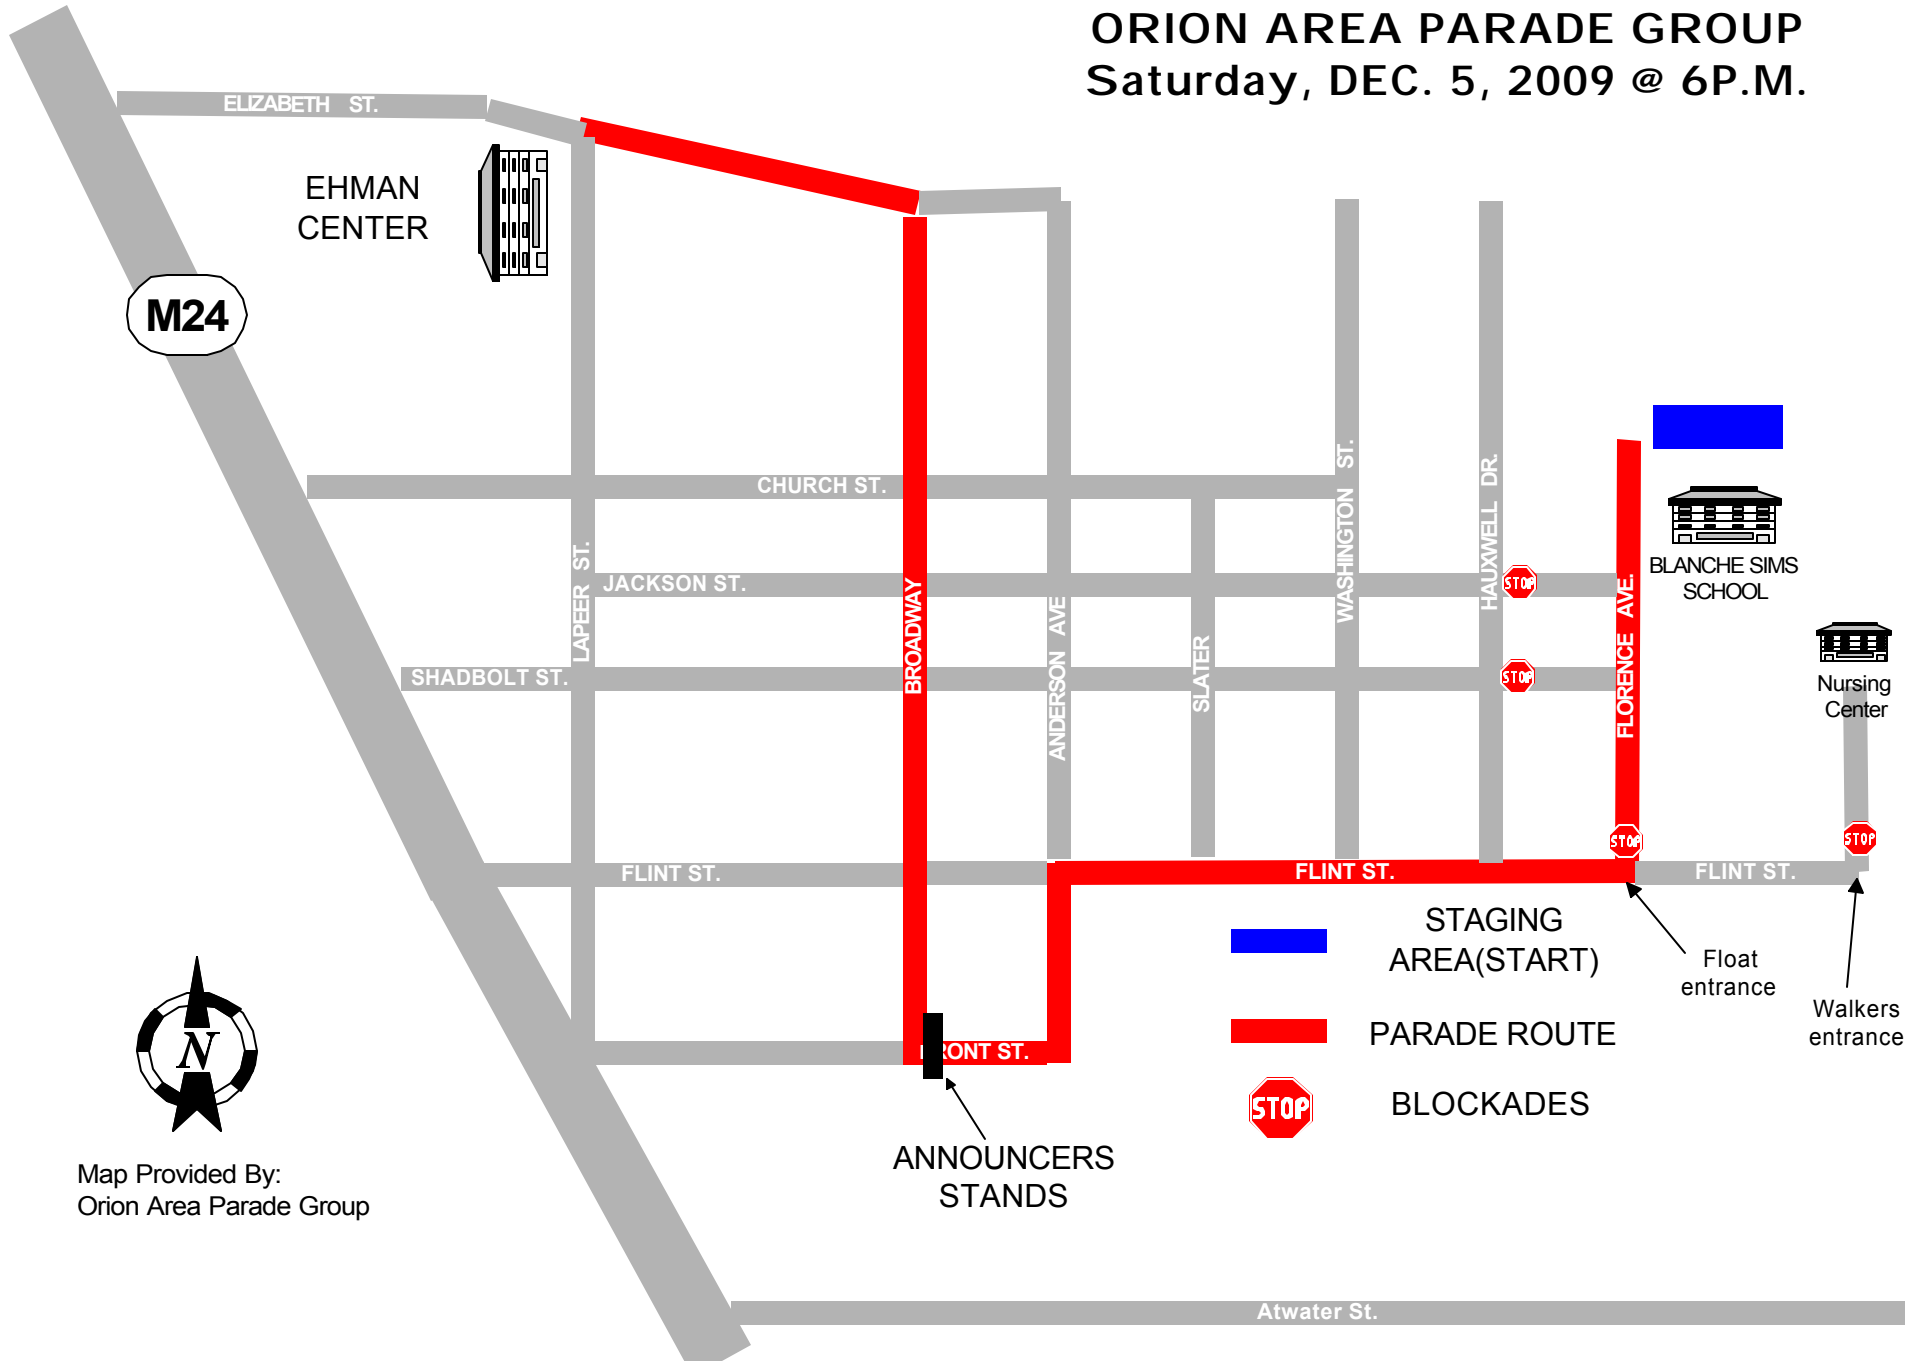 ORION AREA PARADE GROUP
Saturday, DEC. 5, 2009 @ 6P.M.
ELIZABETH ST.
EHMAN
CENTER
M24
CHURCH ST.
WASHINGTON ST.
HAUXWELL DR.
LAPEER ST.
JACKSON ST.
BROADWAY
ANDERSON AVE
SLATER
STOP
FLORENCE AVE.
BLANCHE SIMS
SCHOOL
SHADBOLT ST.
STOP
Nursing
Center
STOP
STOP
FLINT ST.
FLINT ST.
FLINT ST.
STAGING
AREA(START)
Float
entrance
Walkers
entrance
PARADE ROUTE
N
FRONT ST.
STOP
BLOCKADES
ANNOUNCERS
STANDS
Map Provided By:
Orion Area Parade Group
Atwater St.